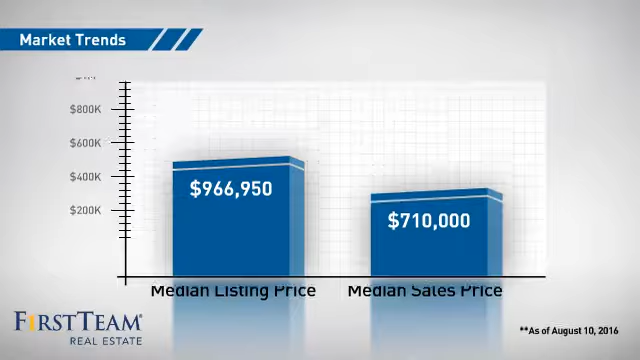 Market Trends
$800K
$600K
$400K
$200K
$966,950
$710,000
Median Listing Price
Median Sales Price
FIRSTTEAM®
REAL ESTATE
**As of August 10, 2016